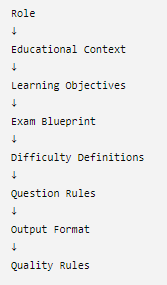 Role
↓
Educational Context
↓
Learning Objectives
↓
Exam Blueprint
↓
Difficulty Definitions
↓
Question Rules
↓
Output Format
↓
Quality Rules